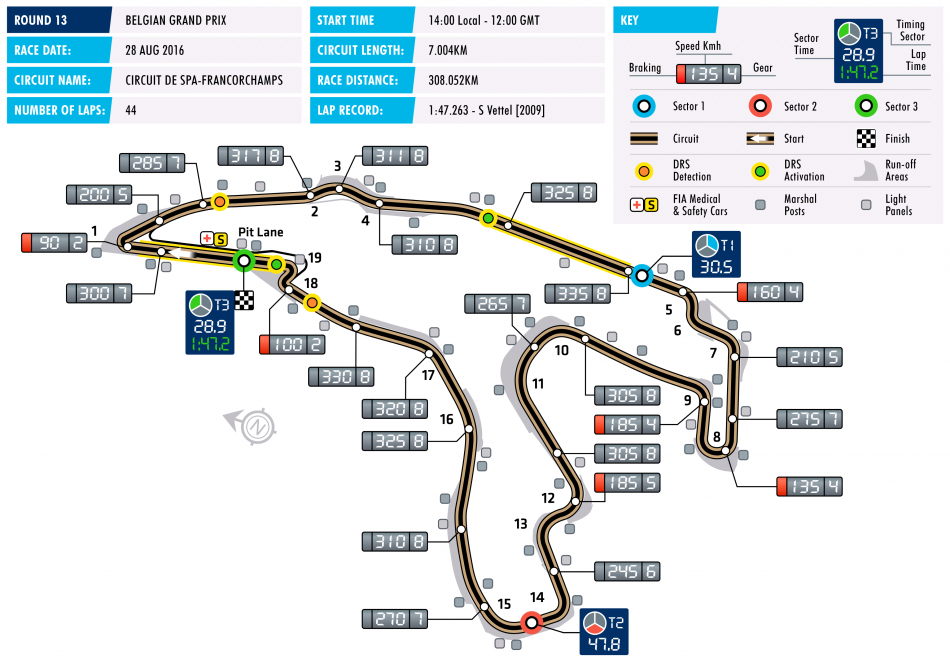 ROUND 13 BELGIAN GRAND PRIX
RACE DATE: 28 AUG 2016
CIRCUIT NAME: CIRCUIT DE SPA-FRANCORCHAMPS
NUMBER OF LAPS: 44
START TIME 14:00 Local - 12:00 GMT
CIRCUIT LENGTH: 7.004KM
RACE DISTANCE: 308.052KM
LAP RECORD: 1:47.263 - S Vettel [2009]
KEY
Speed Kmh
Braking 135 4 Gear
Sector Time
T3
28.9
1:47.2
Timing Sector
Lap Time
Sector 1
Sector 2
Sector 3
Circuit
Start
Finish
DRS Detection
DRS Activation
Run-off Areas
S
FIA Medical & Safety Cars
Marshal Posts
Light Panels
317 8
3
311 8
285 7
200 5
2
4
325 8
310 8
1
90 2
S
Pit Lane
19
T1
30.5
18
300 7
335 8
160 4
T3
28.9
1:47.2
265 7
5
6
100 2
10
7
210 5
17
330 8
11
305 8
9
320 8
185 4
16
275 7
325 8
8
N
305 8
185 5
135 4
12
13
310 8
245 6
14
15
270 7
T2
47.8